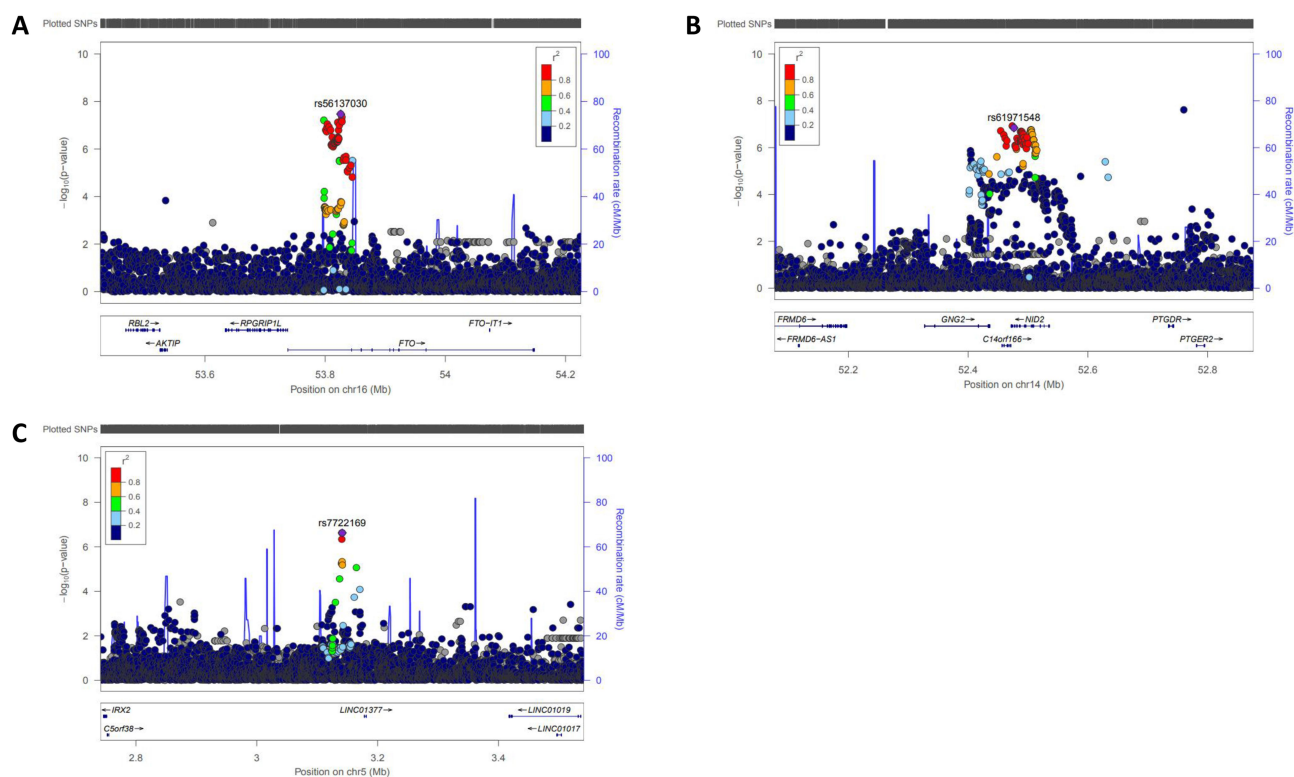 A
Plotted SNPs
10
8
6
4
2
0
−log10(p-value)
100
80
60
40
20
0
Recombination rate (cM/Mb)
r2
0.8
0.6
0.4
0.2
rs56137030
RBL2→
←RPGRIP1L
FTO-IT1→
←AKTIP
FTO→
53.6
53.8
54
54.2
Position on chr16 (Mb)
B
Plotted SNPs
10
8
6
4
2
0
−log10(p-value)
100
80
60
40
20
0
Recombination rate (cM/Mb)
r2
0.8
0.6
0.4
0.2
rs61971548
FRMD6→
GNG2→
←NID2
PTGDR→
←FRMD6-AS1
C14orf166→
PTGER2→
52.2
52.4
52.6
52.8
Position on chr14 (Mb)
C
Plotted SNPs
10
8
6
4
2
0
−log10(p-value)
100
80
60
40
20
0
Recombination rate (cM/Mb)
r2
0.8
0.6
0.4
0.2
rs7722169
←IRX2
LINC01377→
←LINC01019
C5orf38→
←LINC01017
2.8
3
3.2
3.4
Position on chr5 (Mb)